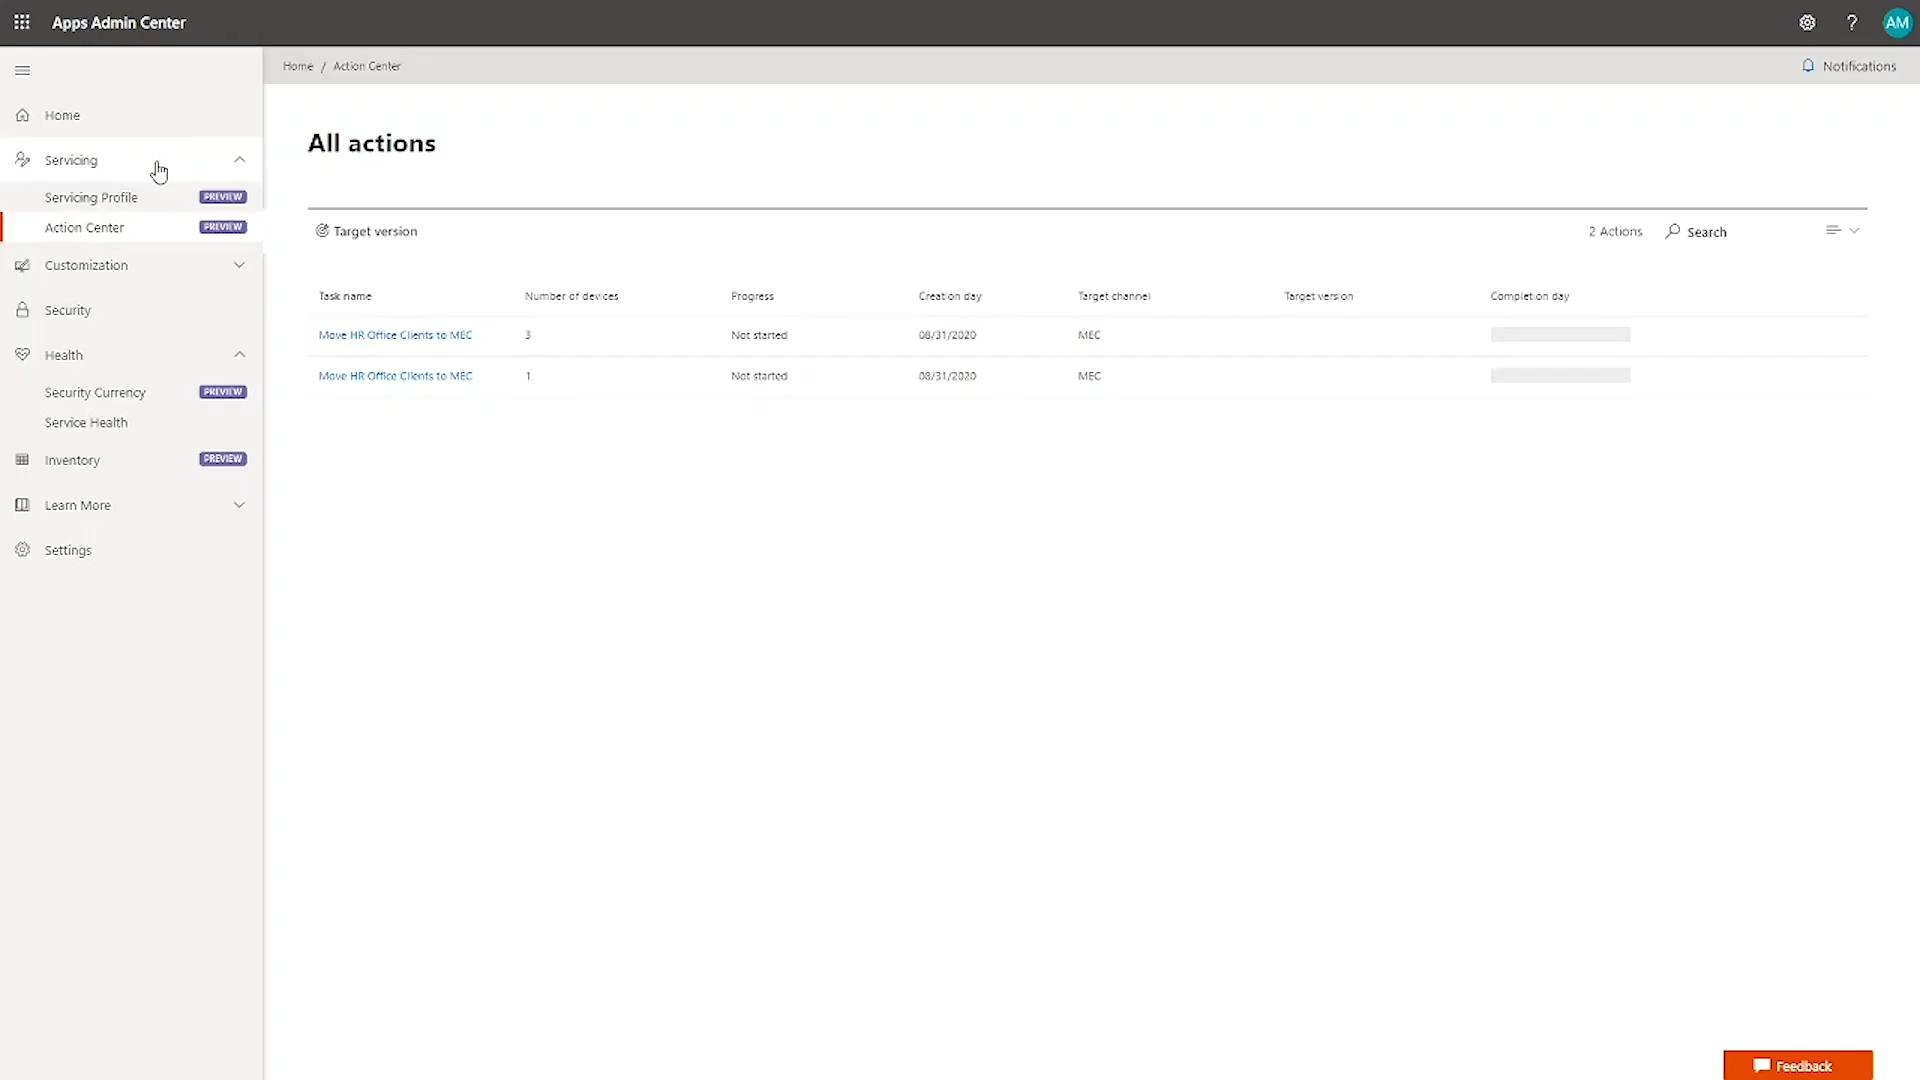 Apps Admin Center
?
AM
Home / Action Center
Notifications
Home
Servicing
Servicing Profile PREVIEW
Action Center PREVIEW
Customization
Security
Health
Security Currency PREVIEW
Service Health
Inventory PREVIEW
Learn More
Settings
All actions
Target version
2 Actions
Search
Task name Number of devices Progress Creation day Target channel Target version Completion day
Move HR Office Clients to MEC 3 Not started 08/31/2020 MEC
Move HR Office Clients to MEC 1 Not started 08/31/2020 MEC
Feedback